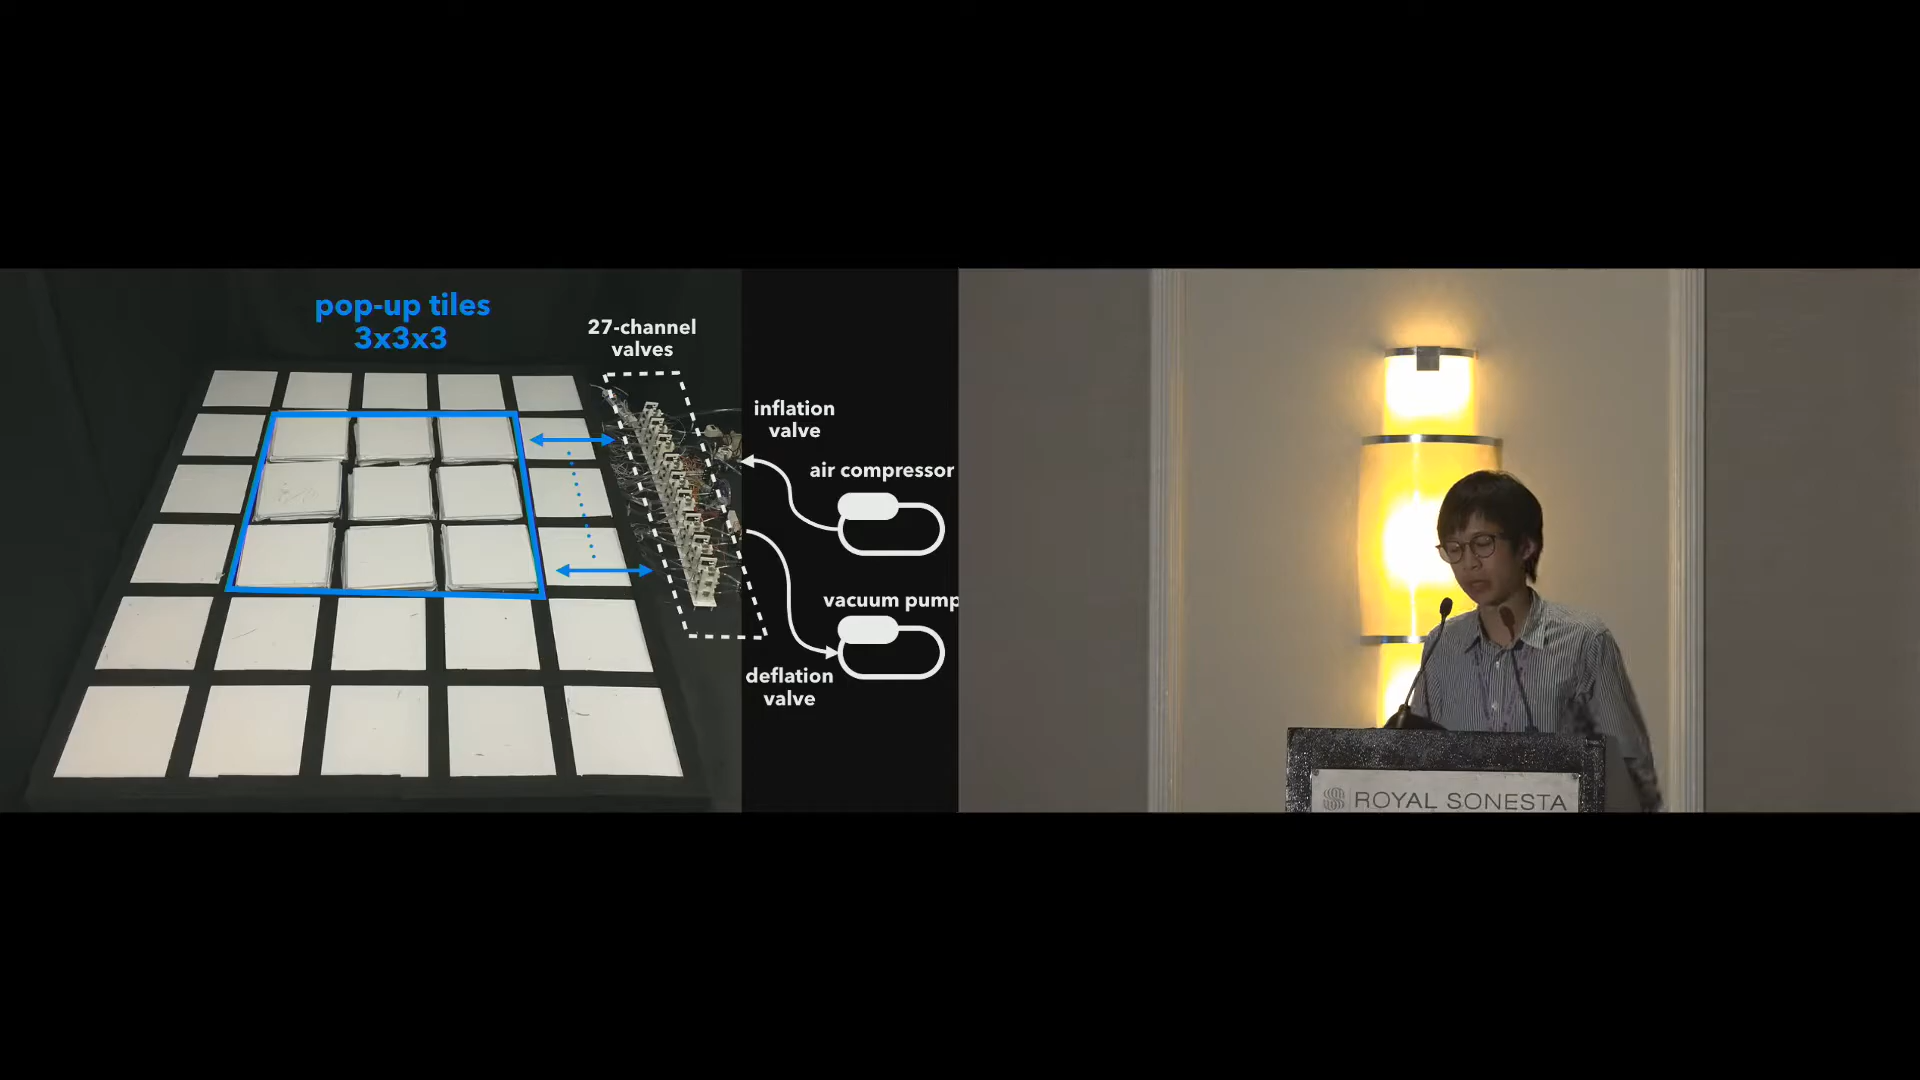 pop-up tiles
3x3x3
27-channel
valves
inflation
valve
air compressor
vacuum pump
deflation
valve
ROYAL SONESTA